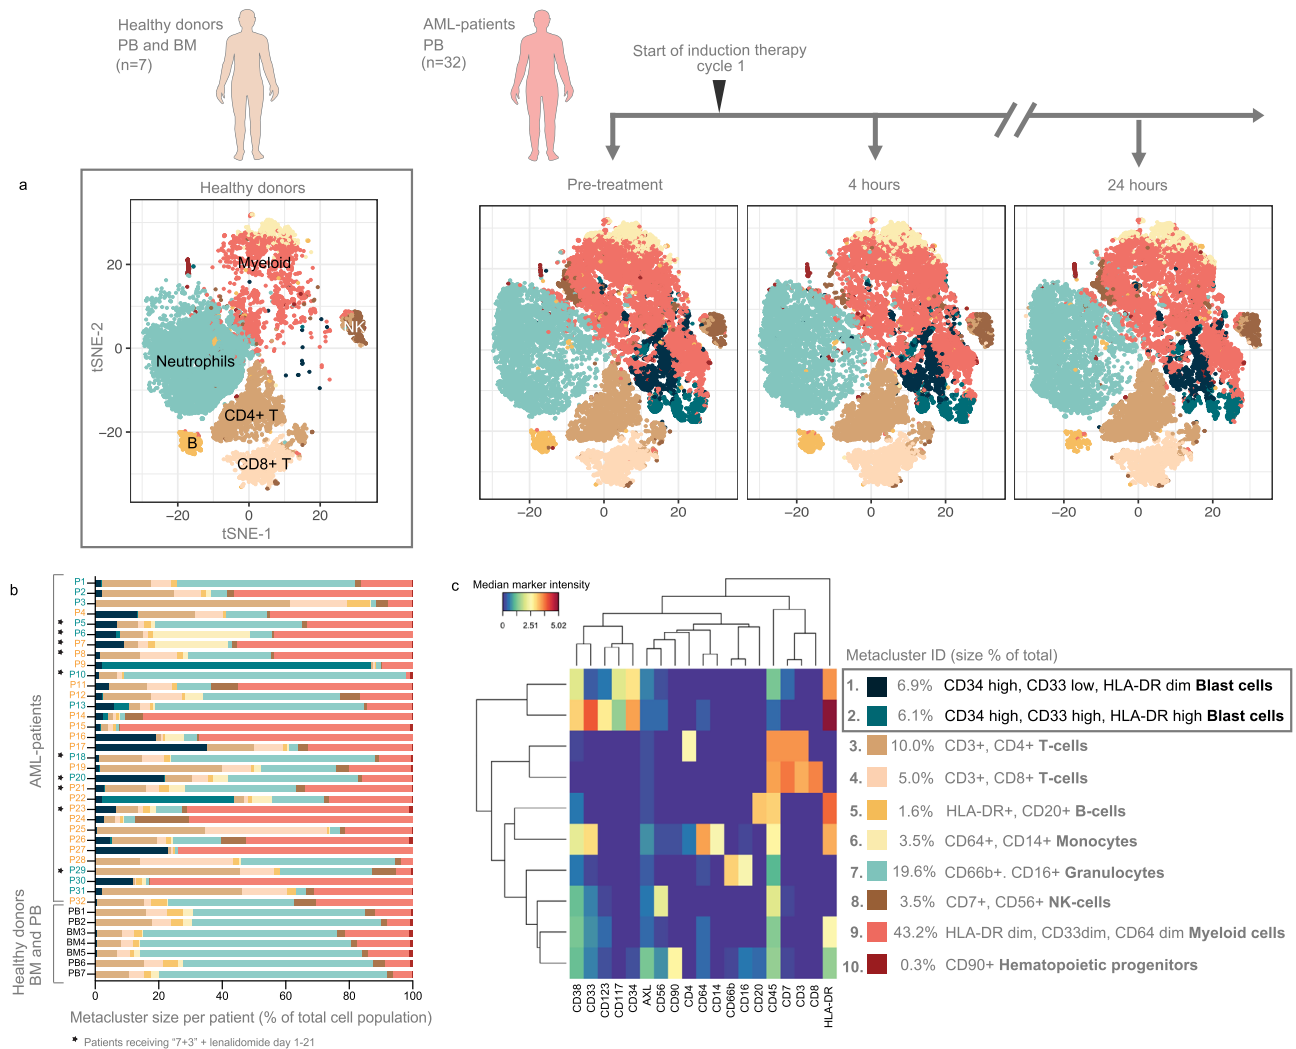 Healthy donors
PB and BM
(n=7)
AML-patients
PB
(n=32)
Start of induction therapy
cycle 1
a
Healthy donors
Pre-treatment
4 hours
24 hours
Myeloid
NK
Neutrophils
CD4+ T
B
CD8+ T
20
0
−20
tSNE-2
−20 0 20
tSNE-1
−20 0 20
−20 0 20
−20 0 20
b
AML-patients
Healthy donors
BM and PB
P1
P2
P3
P4
★ P5
★ P6
★ P7
★ P8
P9
★ P10
P11
P12
P13
P14
P15
P16
P17
★ P18
P19
★ P20
★ P21
P22
★ P23
P24
P25
P26
P27
P28
★ P29
P30
P31
P32
PB1
PB2
BM3
BM4
BM5
PB6
PB7
0 20 40 60 80 100
Metacluster size per patient (% of total cell population)
★ Patients receiving “7+3” + lenalidomide day 1-21
c
Median marker intensity
0 2.51 5.02
CD38 CD33 CD123 CD117 CD34 AXL CD56 CD90 CD4 CD64 CD14 CD66b CD16 CD20 CD45 CD7 CD3 CD8 HLA-DR
Metacluster ID (size % of total)
1. 6.9% CD34 high, CD33 low, HLA-DR dim Blast cells
2. 6.1% CD34 high, CD33 high, HLA-DR high Blast cells
3. 10.0% CD3+, CD4+ T-cells
4. 5.0% CD3+, CD8+ T-cells
5. 1.6% HLA-DR+, CD20+ B-cells
6. 3.5% CD64+, CD14+ Monocytes
7. 19.6% CD66b+. CD16+ Granulocytes
8. 3.5% CD7+, CD56+ NK-cells
9. 43.2% HLA-DR dim, CD33dim, CD64 dim Myeloid cells
10. 0.3% CD90+ Hematopoietic progenitors